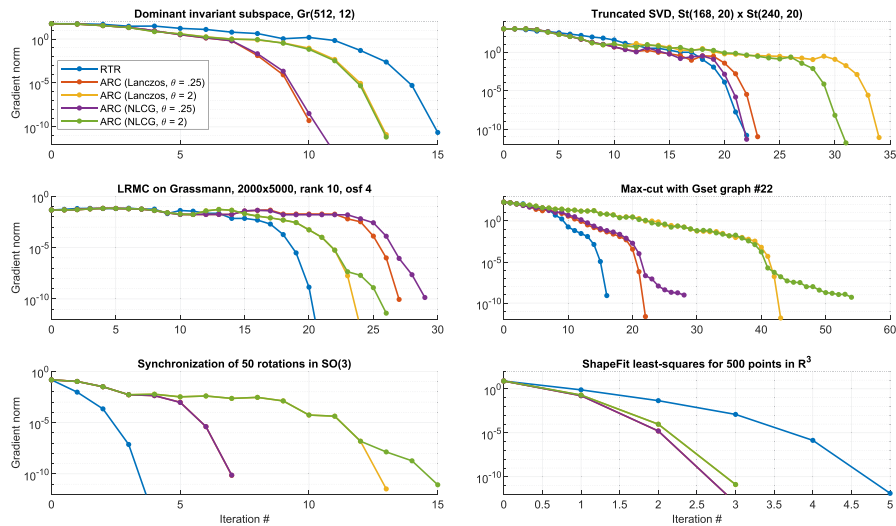 Dominant invariant subspace, Gr(512, 12)
Gradient norm
10^0
10^-5
10^-10
RTR
ARC (Lanczos, θ = .25)
ARC (Lanczos, θ = 2)
ARC (NLCG, θ = .25)
ARC (NLCG, θ = 2)
0 5 10 15
Truncated SVD, St(168, 20) x St(240, 20)
10^0
10^-5
10^-10
0 5 10 15 20 25 30 35
LRMC on Grassmann, 2000x5000, rank 10, osf 4
Gradient norm
10^0
10^-5
10^-10
0 5 10 15 20 25 30
Max-cut with Gset graph #22
10^0
10^-5
10^-10
0 10 20 30 40 50 60
Synchronization of 50 rotations in SO(3)
Gradient norm
10^0
10^-5
10^-10
0 5 10 15
Iteration #
ShapeFit least-squares for 500 points in R^3
10^0
10^-5
10^-10
0 0.5 1 1.5 2 2.5 3 3.5 4 4.5 5
Iteration #